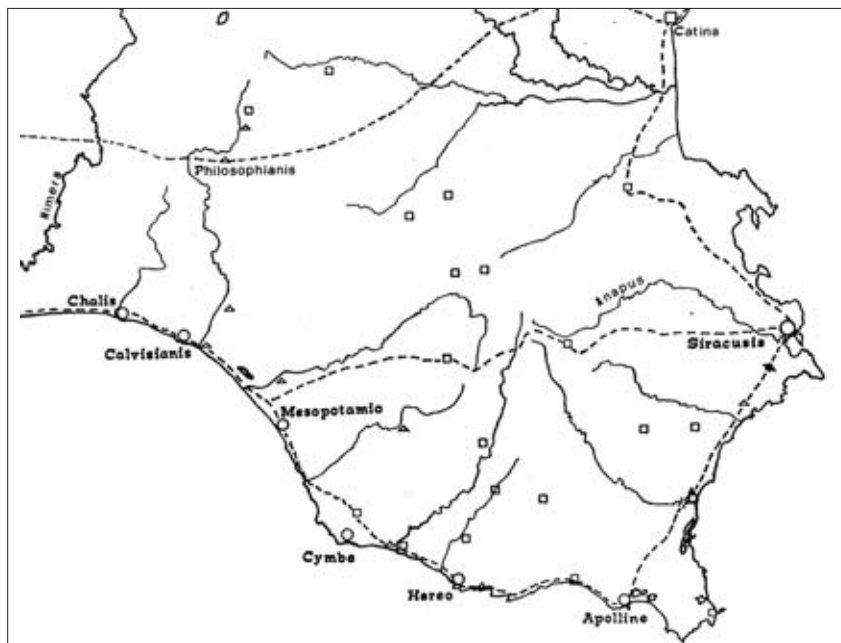 Catina
Philosophianis
Himera
Anapus
Chalis
Calvisianis
Siracusis
Mesopotamio
Cymba
Hereo
Apolline